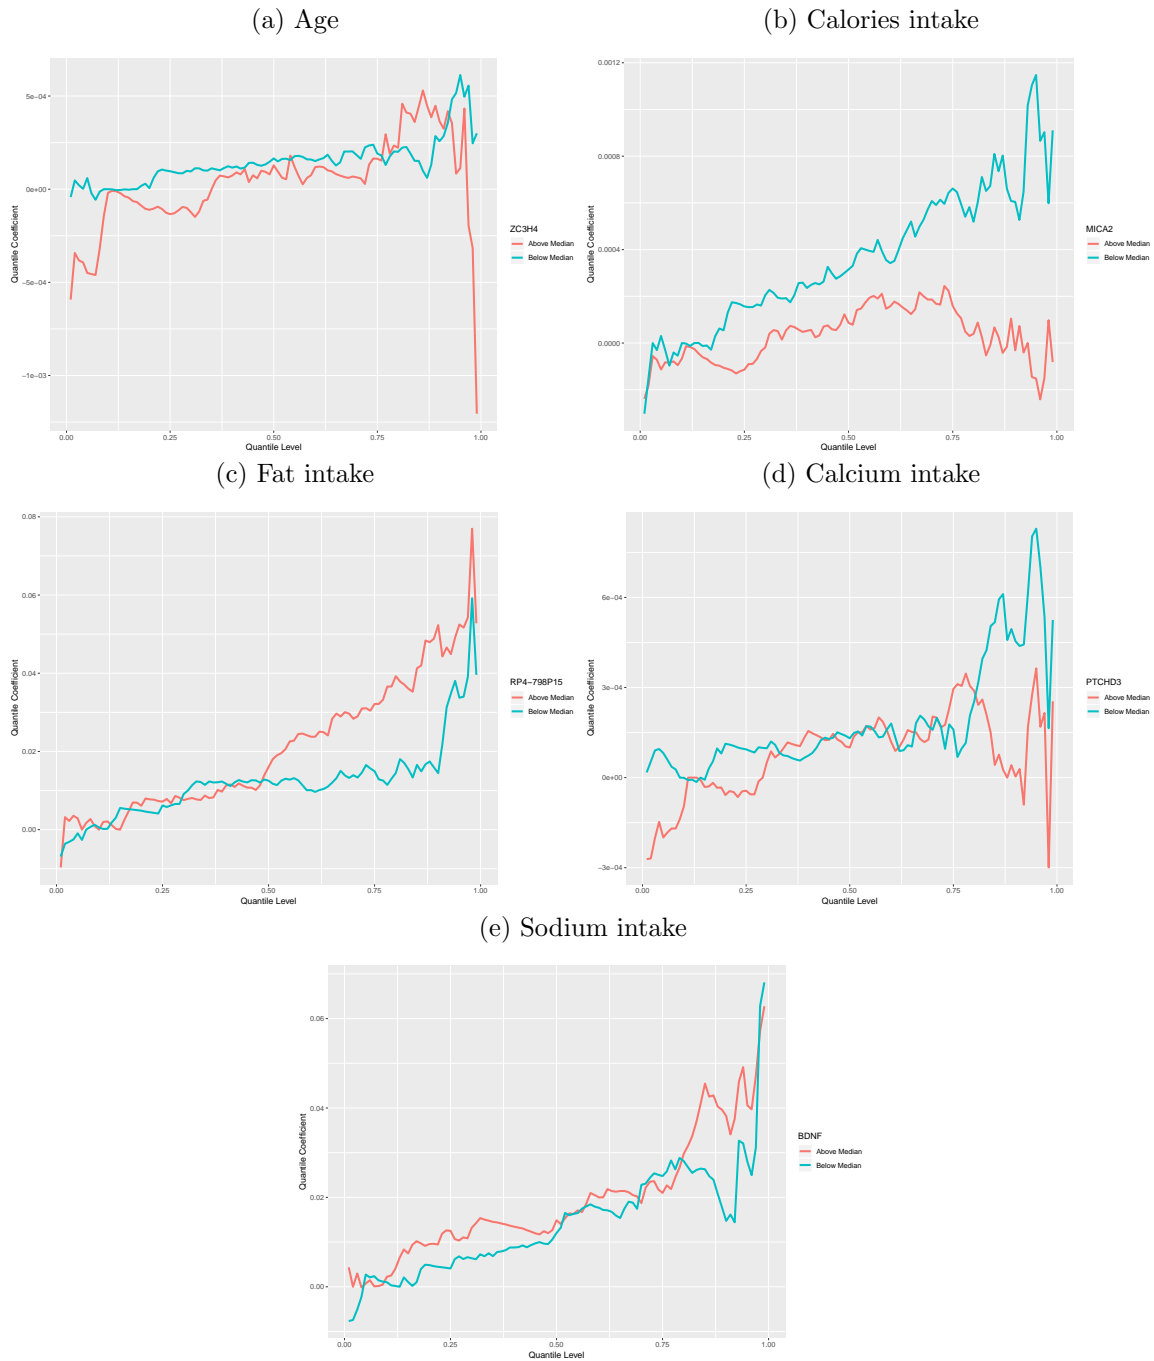 (a) Age
(b) Calories intake
5e−04
0e+00
−5e−04
−1e−03
Quantile Coefficient
0.00
0.25
0.50
0.75
1.00
Quantile Level
ZC3H4
Above Median
Below Median
0.0012
0.0008
0.0004
0.0000
Quantile Coefficient
0.00
0.25
0.50
0.75
1.00
Quantile Level
MICA2
Above Median
Below Median
(c) Fat intake
(d) Calcium intake
0.08
0.06
0.04
0.02
0.00
Quantile Coefficient
0.00
0.25
0.50
0.75
1.00
Quantile Level
RP4−798P15
Above Median
Below Median
6e−04
3e−04
0e+00
−3e−04
Quantile Coefficient
0.00
0.25
0.50
0.75
1.00
Quantile Level
PTCHD3
Above Median
Below Median
(e) Sodium intake
0.06
0.04
0.02
0.00
Quantile Coefficient
0.00
0.25
0.50
0.75
1.00
Quantile Level
BDNF
Above Median
Below Median